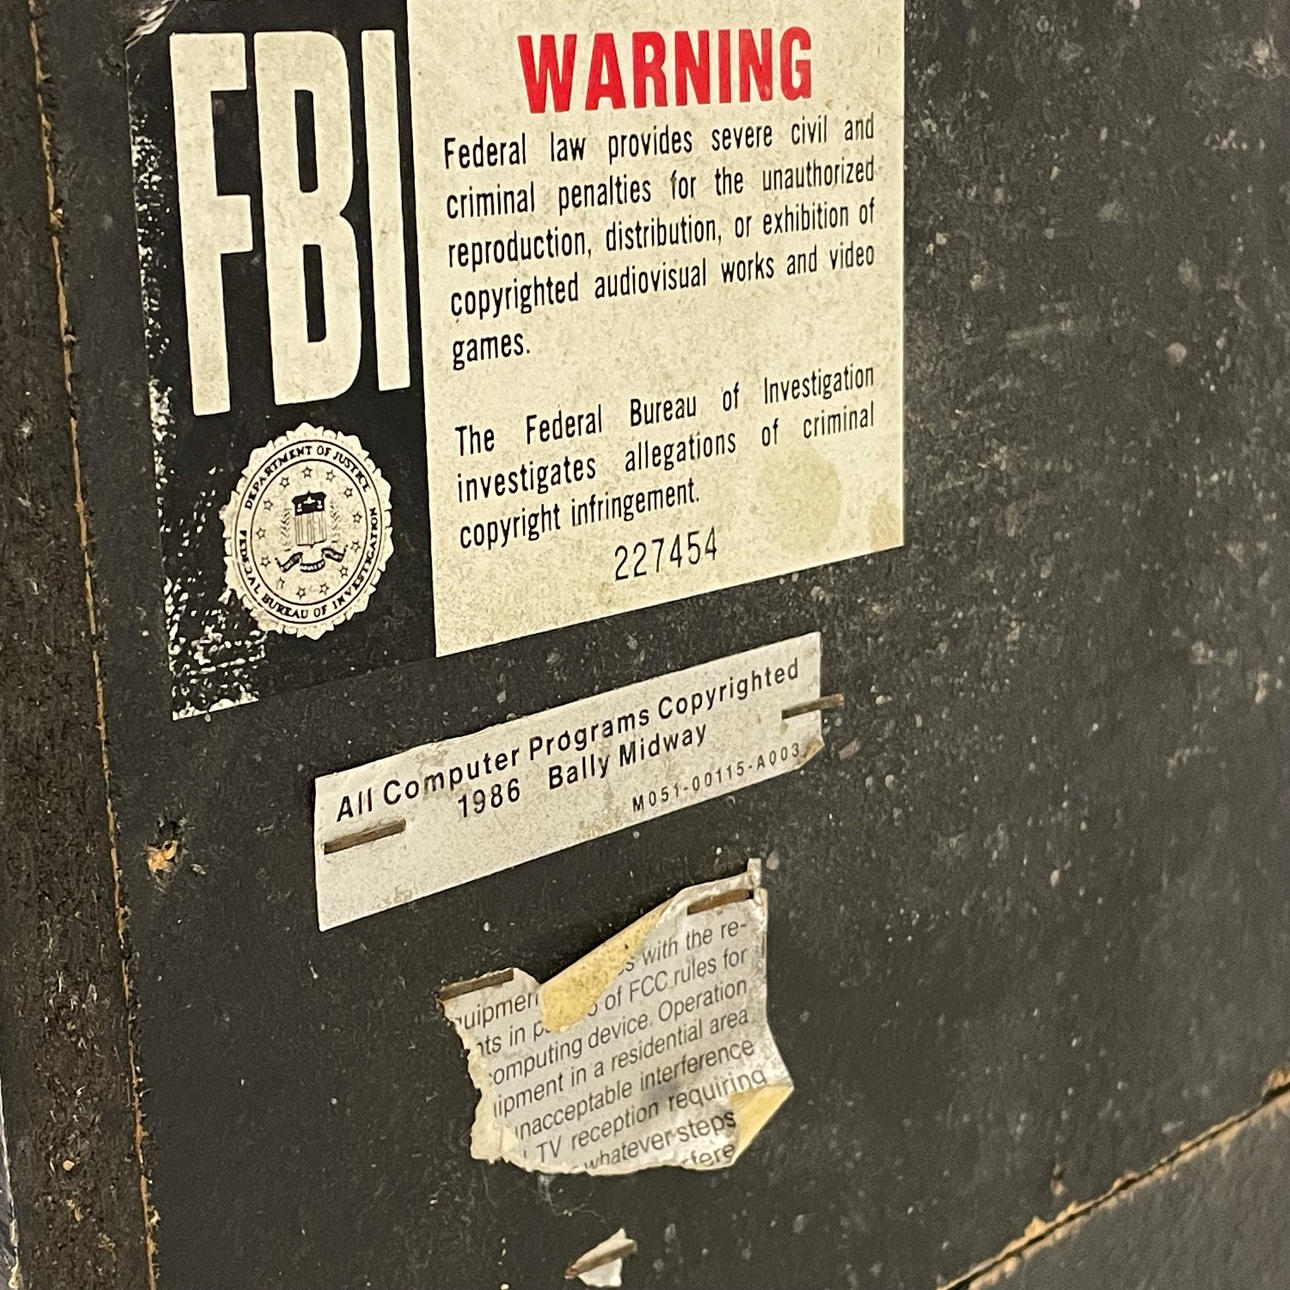 FBI
WARNING
Federal law provides severe civil and
criminal penalties for the unauthorized
reproduction, distribution, or exhibition of
copyrighted audiovisual works and video
games.
The Federal Bureau of Investigation
investigates allegations of criminal
copyright infringement.
227454
DEPARTMENT OF JUSTICE
FEDERAL BUREAU OF INVESTIGATION
All Computer Programs Copyrighted
1986 Bally Midway
M051-00115-A003
with the re-
of FCC rules for
in
device. Operation
in a residential area
interference
TV reception requiring
whatever steps